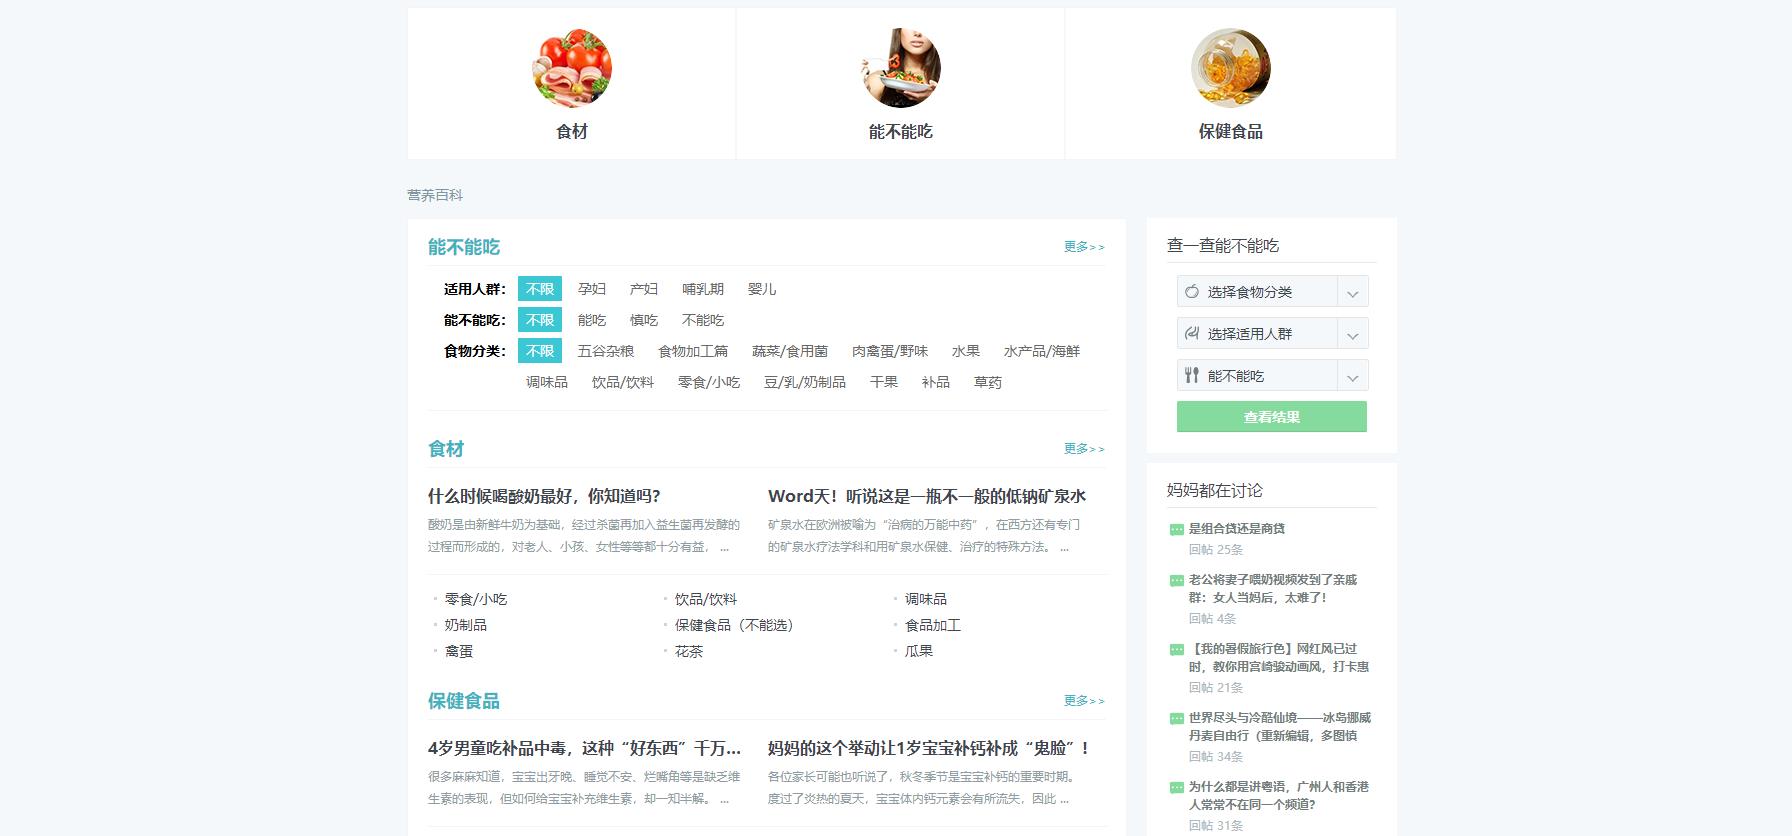 食材
能不能吃
保健食品
营养百科
能不能吃
更多>>
适用人群： 不限 孕妇 产妇 哺乳期 婴儿
能不能吃： 不限 能吃 慎吃 不能吃
食物分类： 不限 五谷杂粮 食物加工篇 蔬菜/食用菌 肉禽蛋/野味 水果 水产品/海鲜
调味品 饮品/饮料 零食/小吃 豆/乳/奶制品 干果 补品 草药
食材
更多>>
什么时候喝酸奶最好，你知道吗？
酸奶是由新鲜牛奶为基础，经过杀菌再加入益生菌再发酵的
过程而形成的，对老人、小孩、女性等等都十分有益， ...
Word天！听说这是一瓶不一般的低钠矿泉水
矿泉水在欧洲被喻为“治病的万能中药”，在西方还有专门
的矿泉水疗法学科和用矿泉水保健、治疗的特殊方法。 ...
零食/小吃 饮品/饮料 调味品
奶制品 保健食品（不能选） 食品加工
禽蛋 花茶 瓜果
保健食品
更多>>
4岁男童吃补品中毒，这种“好东西”千万...
很多麻麻知道，宝宝出牙晚、睡觉不安、烂嘴角等是缺乏维
生素的表现，但如何给宝宝补充维生素，却一知半解。 ...
妈妈的这个举动让1岁宝宝补钙补成“鬼脸”！
各位家长可能也听说了，秋冬季节是宝宝补钙的重要时期。
度过了炎热的夏天，宝宝体内钙元素会有所流失，因此 ...
查一查能不能吃
选择食物分类
选择适用人群
能不能吃
查看结果
妈妈都在讨论
是组合贷还是商贷
回帖 25条
老公将妻子喂奶视频发到了亲戚
群：女人当妈后，太难了！
回帖 4条
【我的暑假旅行色】网红风已过
时，教你用宫崎骏动画风，打卡惠
回帖 21条
世界尽头与冷酷仙境——冰岛挪威
丹麦自由行（重新编辑，多图慎
回帖 34条
为什么都是讲粤语，广州人和香港
人常常不在同一个频道？
回帖 31条